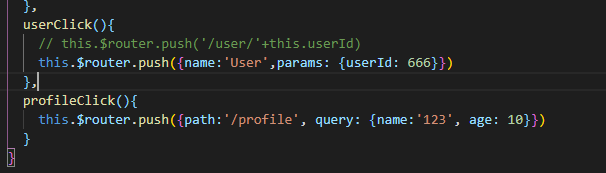 },
userClick(){
// this.$router.push('/user/'+this.userId)
this.$router.push({name:'User',params: {userId: 666}})
},
profileClick(){
this.$router.push({path:'/profile', query: {name:'123', age: 10}})
}
}